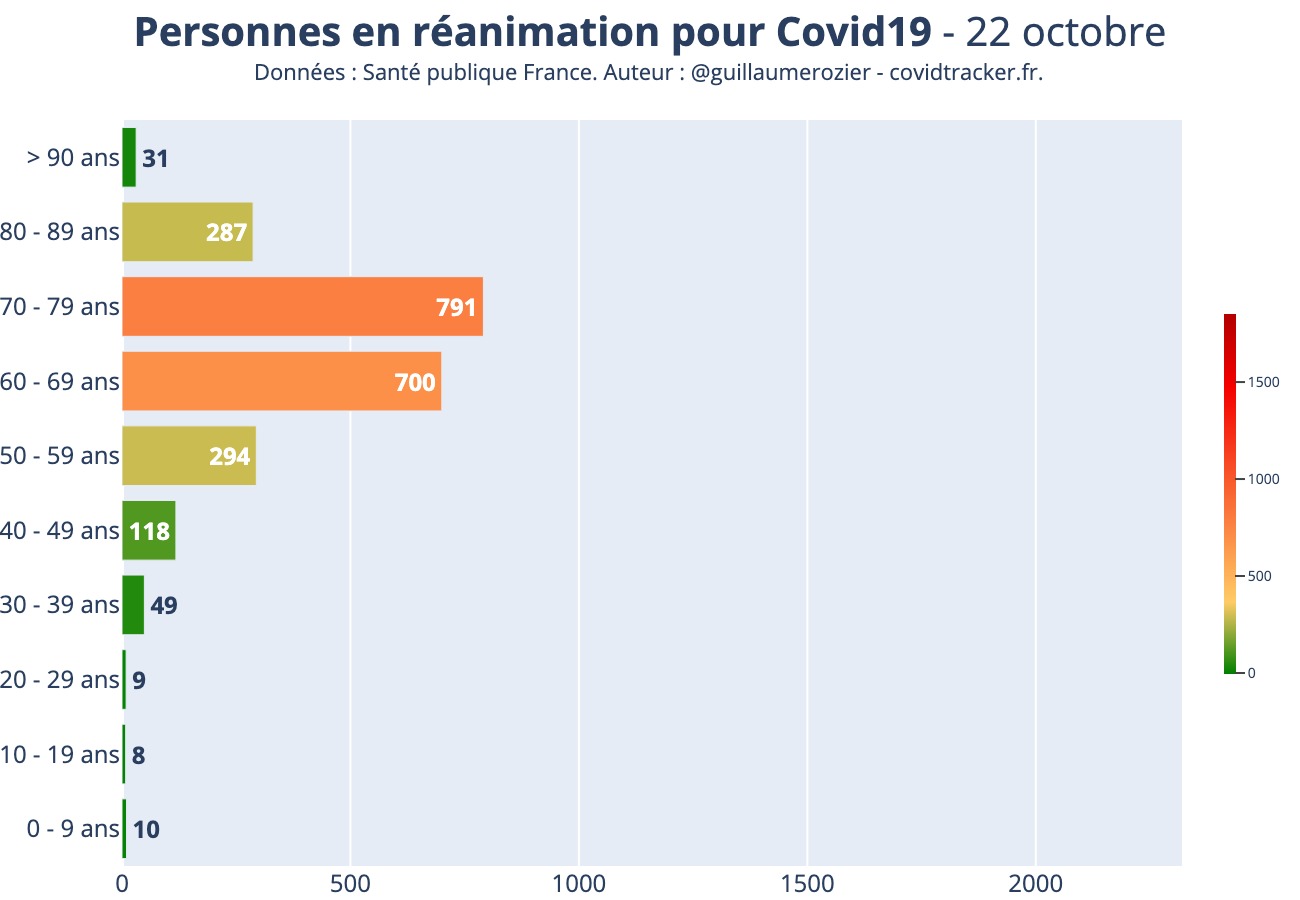 Personnes en réanimation pour Covid19 - 22 octobre
Données : Santé publique France. Auteur : @guillaumerozier - covidtracker.fr.
> 90 ans 31
80 - 89 ans 287
70 - 79 ans 791
60 - 69 ans 700
50 - 59 ans 294
40 - 49 ans 118
30 - 39 ans 49
20 - 29 ans 9
10 - 19 ans 8
0 - 9 ans 10
0 500 1000 1500 2000
1500
1000
500
0